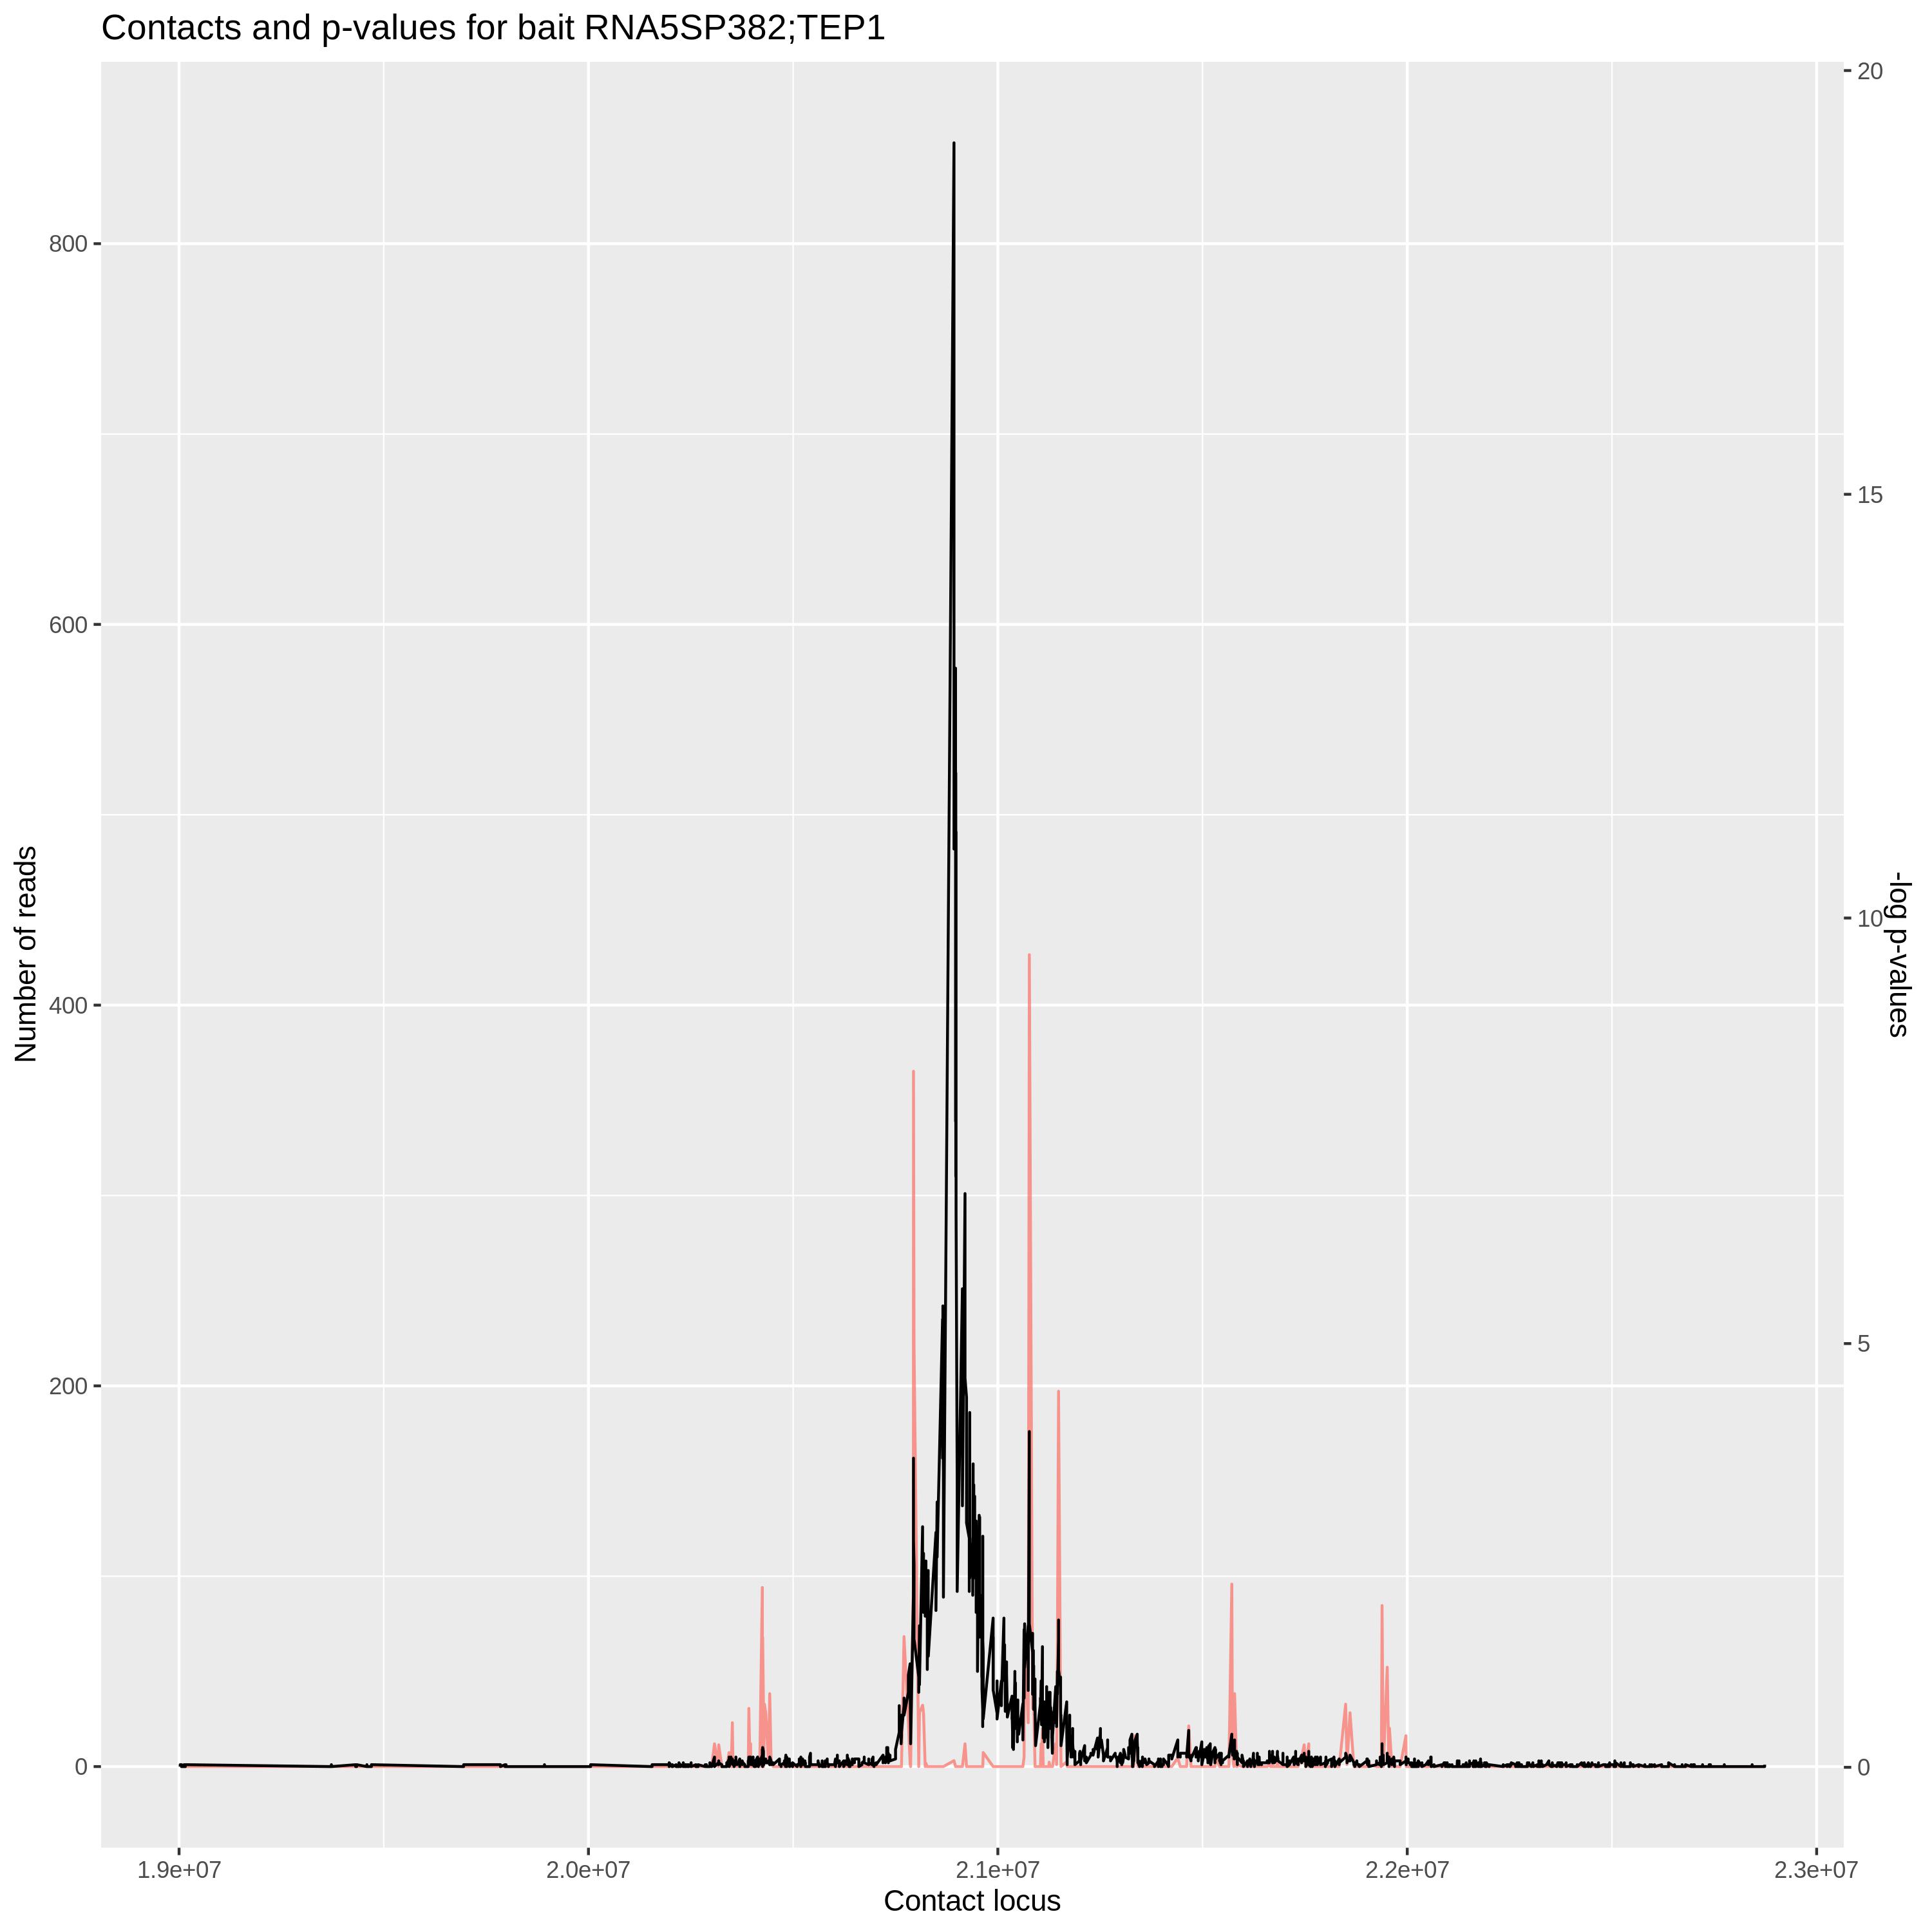 Contacts and p-values for bait RNA5SP382;TEP1
20
800
15
600
Number of reads
-log p-values
10
400
5
200
0
0
1.9e+07
2.0e+07
2.1e+07
2.2e+07
2.3e+07
Contact locus